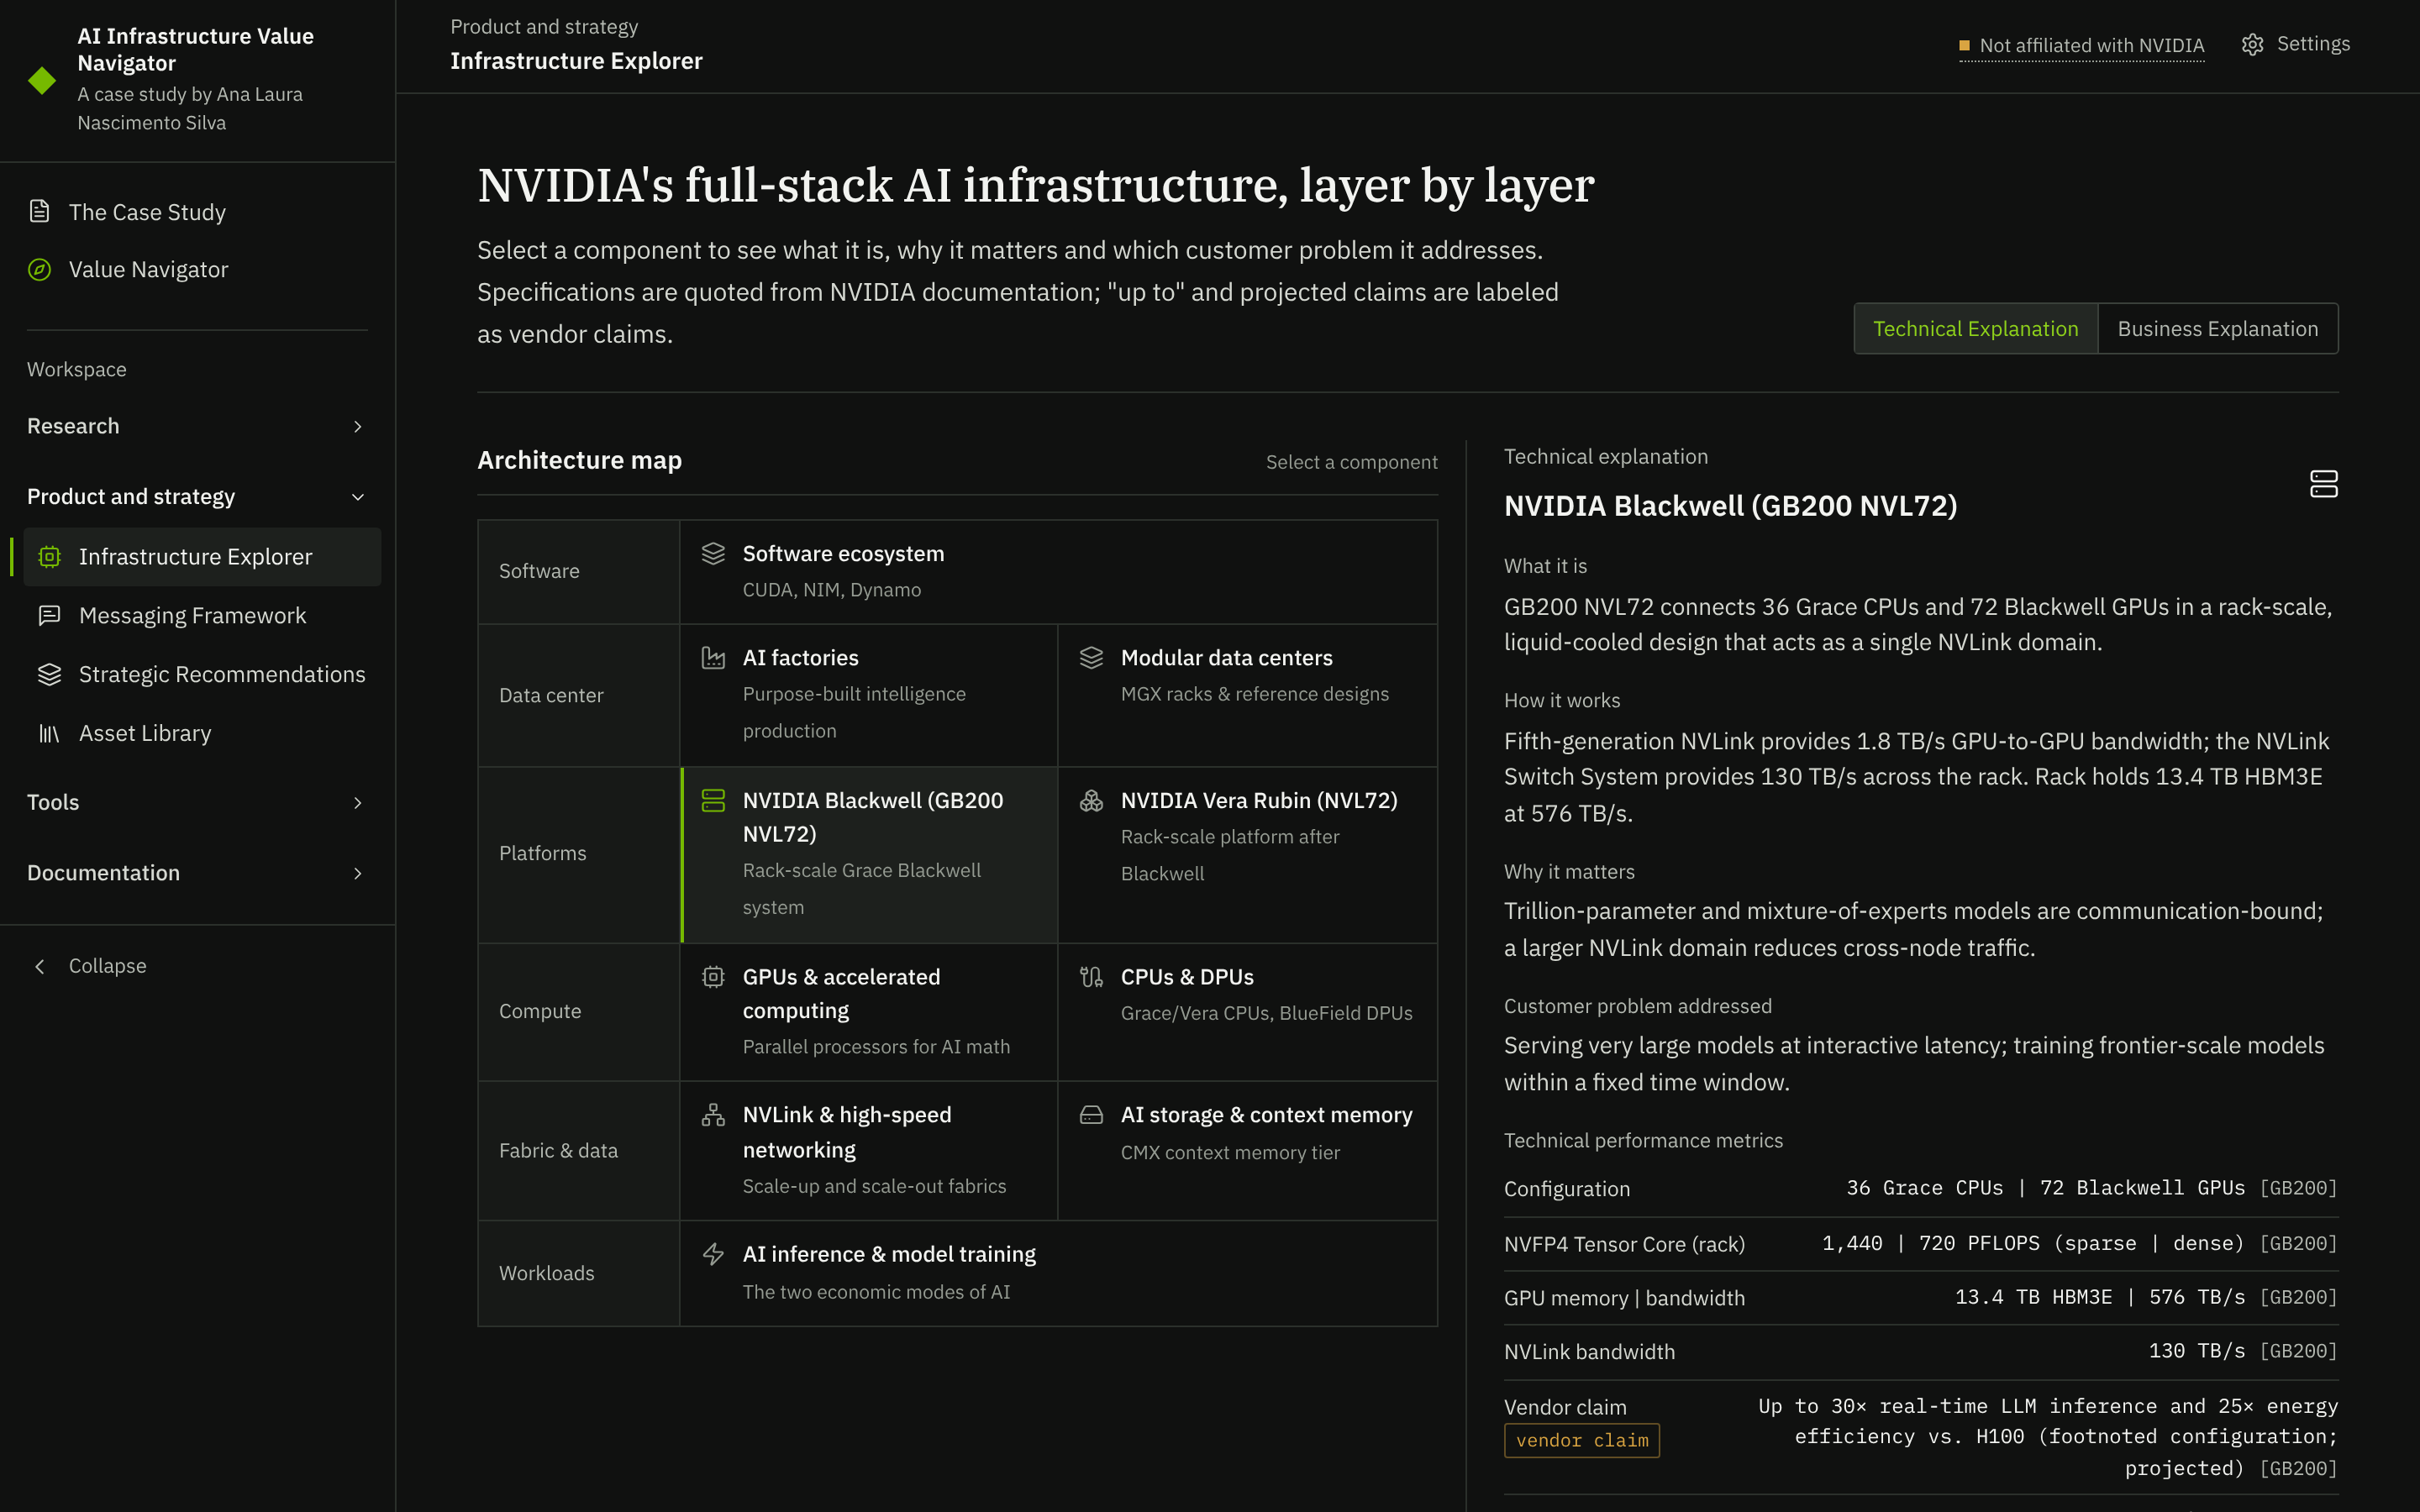 AI Infrastructure Value
Navigator
A case study by Ana Laura
Nascimento Silva
The Case Study
Value Navigator
Workspace
Research
Product and strategy
Infrastructure Explorer
Messaging Framework
Strategic Recommendations
Asset Library
Tools
Documentation
Collapse
Product and strategy
Infrastructure Explorer
Not affiliated with NVIDIA
Settings
NVIDIA's full-stack AI infrastructure, layer by layer
Select a component to see what it is, why it matters and which customer problem it addresses.
Specifications are quoted from NVIDIA documentation; "up to" and projected claims are labeled
as vendor claims.
Technical Explanation
Business Explanation
Architecture map
Select a component
Software
Software ecosystem
CUDA, NIM, Dynamo
Data center
AI factories
Purpose-built intelligence
production
Modular data centers
MGX racks & reference designs
Platforms
NVIDIA Blackwell (GB200
NVL72)
Rack-scale Grace Blackwell
system
NVIDIA Vera Rubin (NVL72)
Rack-scale platform after
Blackwell
Compute
GPUs & accelerated
computing
Parallel processors for AI math
CPUs & DPUs
Grace/Vera CPUs, BlueField DPUs
Fabric & data
NVLink & high-speed
networking
Scale-up and scale-out fabrics
AI storage & context memory
CMX context memory tier
Workloads
AI inference & model training
The two economic modes of AI
Technical explanation
NVIDIA Blackwell (GB200 NVL72)
What it is
GB200 NVL72 connects 36 Grace CPUs and 72 Blackwell GPUs in a rack-scale,
liquid-cooled design that acts as a single NVLink domain.
How it works
Fifth-generation NVLink provides 1.8 TB/s GPU-to-GPU bandwidth; the NVLink
Switch System provides 130 TB/s across the rack. Rack holds 13.4 TB HBM3E
at 576 TB/s.
Why it matters
Trillion-parameter and mixture-of-experts models are communication-bound;
a larger NVLink domain reduces cross-node traffic.
Customer problem addressed
Serving very large models at interactive latency; training frontier-scale models
within a fixed time window.
Technical performance metrics
Configuration 36 Grace CPUs | 72 Blackwell GPUs [GB200]
NVFP4 Tensor Core (rack) 1,440 | 720 PFLOPS (sparse | dense) [GB200]
GPU memory | bandwidth 13.4 TB HBM3E | 576 TB/s [GB200]
NVLink bandwidth 130 TB/s [GB200]
Vendor claim
vendor claim
Up to 30× real-time LLM inference and 25× energy
efficiency vs. H100 (footnoted configuration;
projected) [GB200]